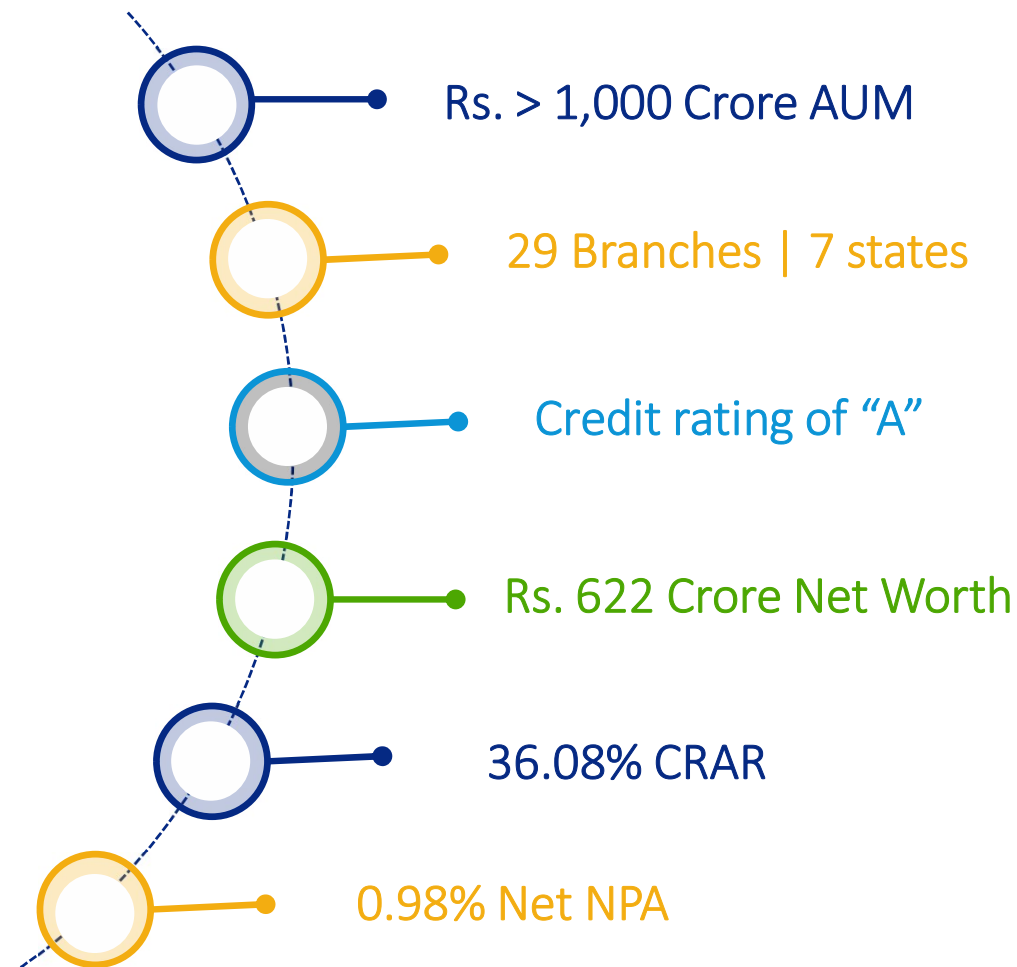 Rs. > 1,000 Crore AUM
29 Branches | 7 states
Credit rating of “A”
Rs. 622 Crore Net Worth
36.08% CRAR
0.98% Net NPA